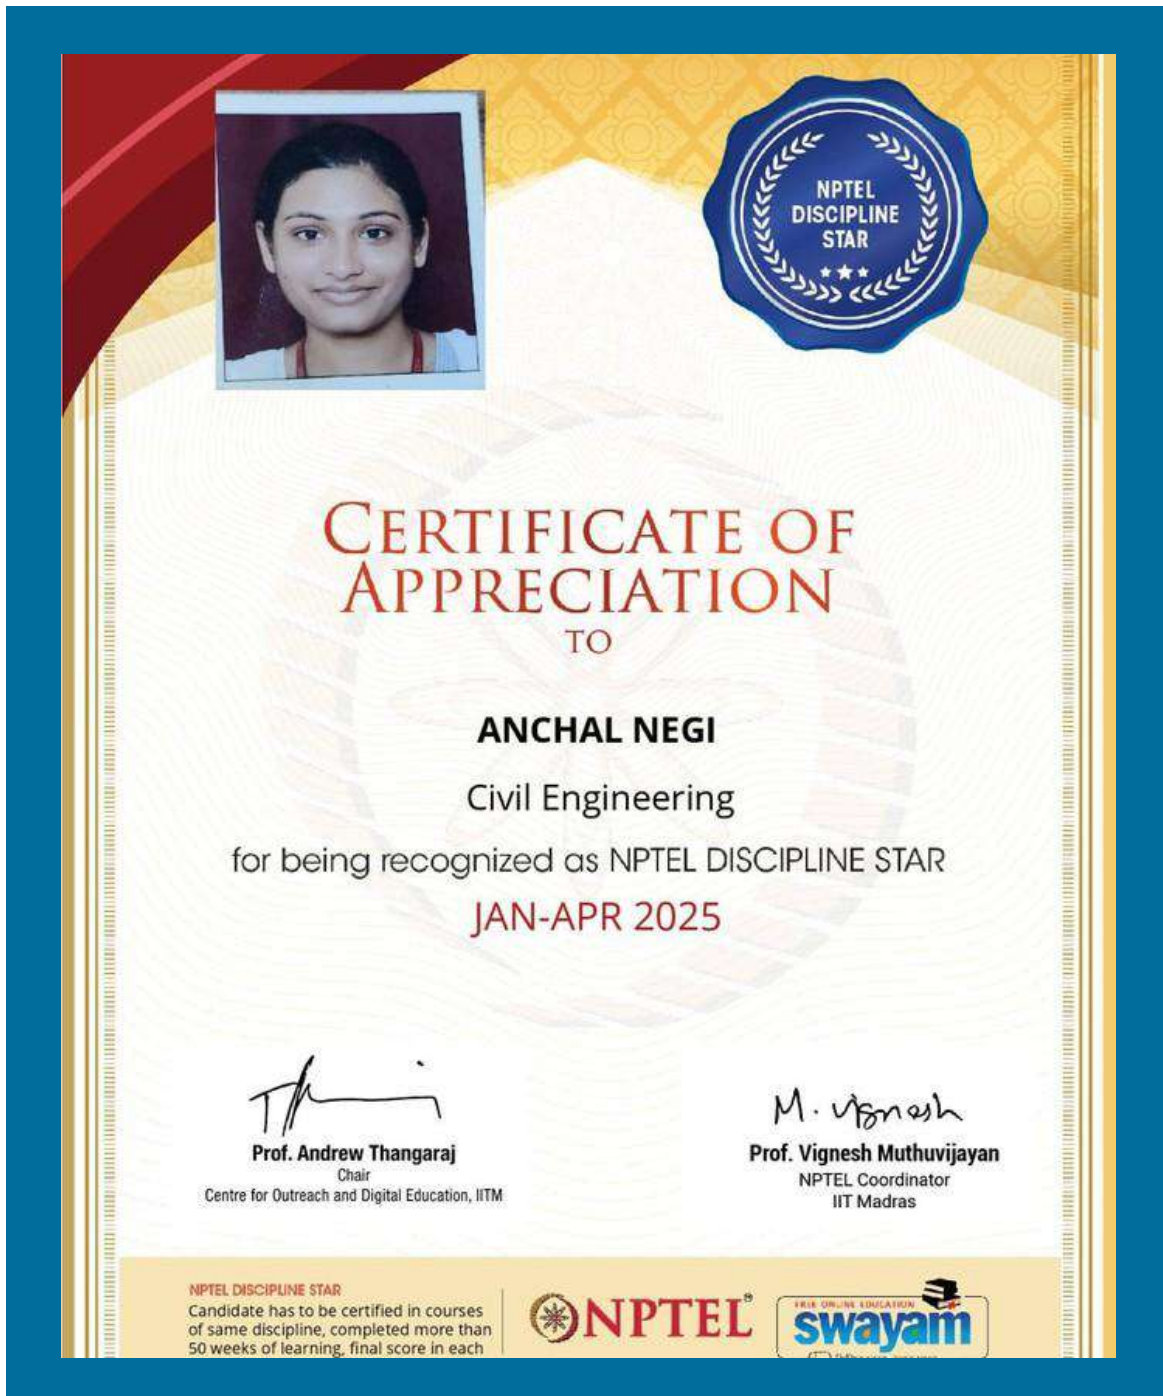 NPTEL
DISCIPLINE
STAR
CERTIFICATE OF
APPRECIATION
TO
ANCHAL NEGI
Civil Engineering
for being recognized as NPTEL DISCIPLINE STAR
JAN-APR 2025
M. Vignesh
Prof. Andrew Thangaraj
Chair
Centre for Outreach and Digital Education, IITM
Prof. Vignesh Muthuvijayan
NPTEL Coordinator
IIT Madras
NPTEL DISCIPLINE STAR
Candidate has to be certified in courses
of same discipline, completed more than
50 weeks of learning, final score in each
NPTEL
FREE ONLINE EDUCATION
swayam